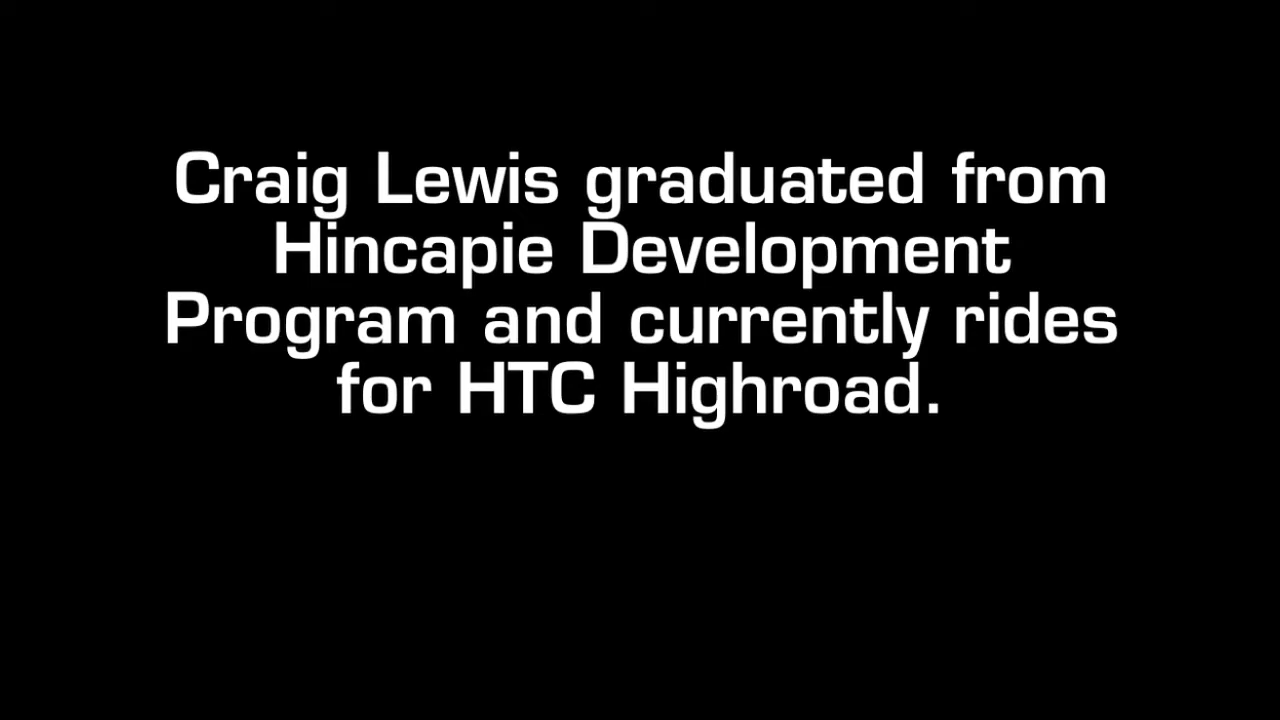 Craig Lewis graduated from
Hincapie Development
Program and currently rides
for HTC Highroad.